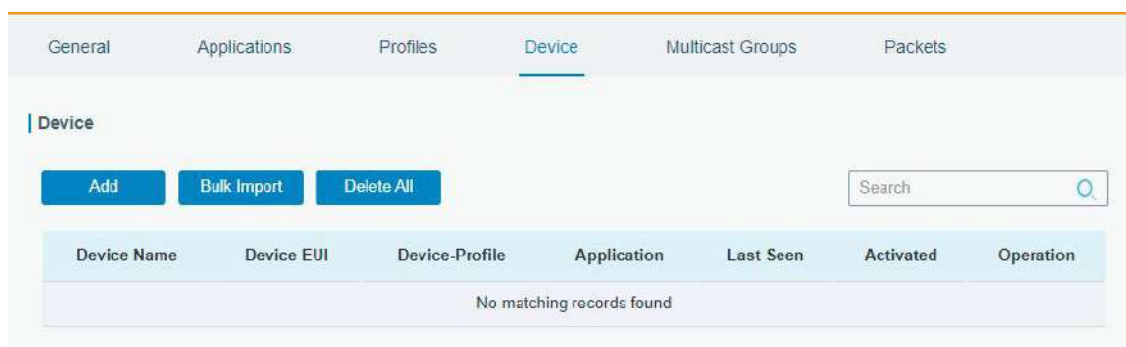 General Applications Profiles Device Multicast Groups Packets
Device
Add Bulk Import Delete All Search
Device Name Device EUI Device-Profile Application Last Seen Activated Operation
No matching records found